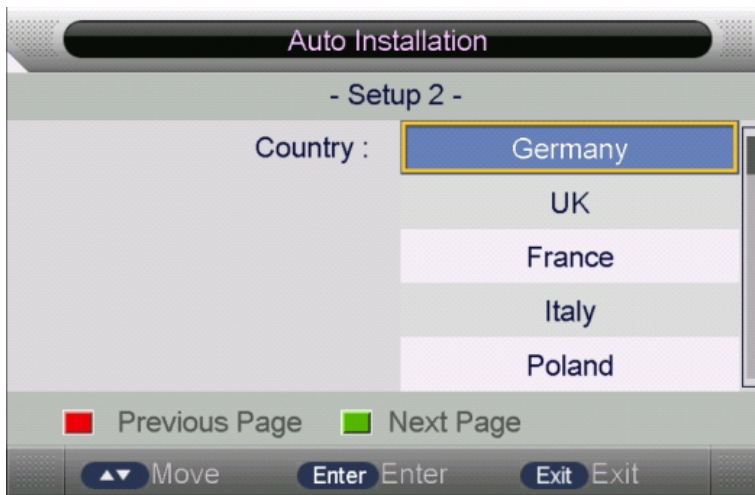 Auto Installation
- Setup 2 -
Country : Germany
UK
France
Italy
Poland
Previous Page Next Page
▲▼ Move Enter Enter Exit Exit